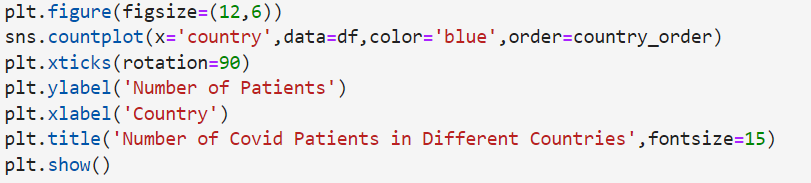 plt.figure(figsize=(12,6))
sns.countplot(x='country',data=df,color='blue',order=country_order)
plt.xticks(rotation=90)
plt.ylabel('Number of Patients')
plt.xlabel('Country')
plt.title('Number of Covid Patients in Different Countries',fontsize=15)
plt.show()